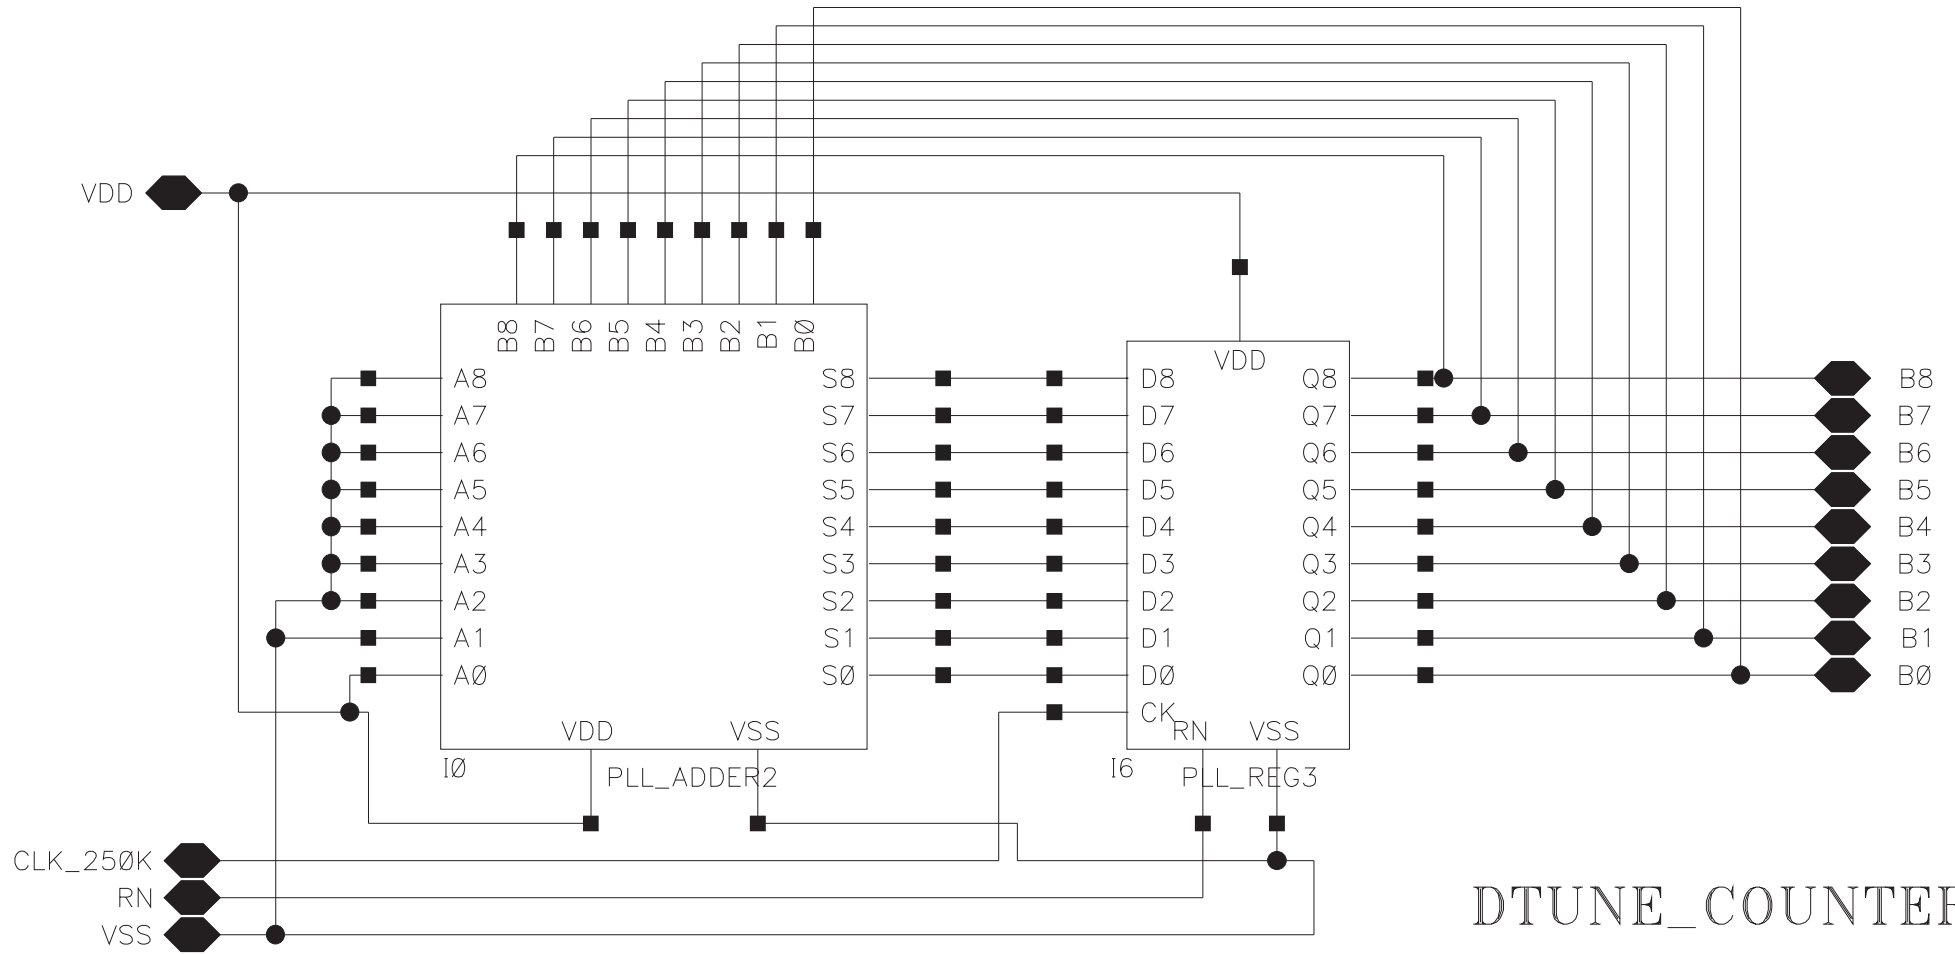 VDD
B8 B7 B6 B5 B4 B3 B2 B1 BØ
VDD
A8 S8 D8 Q8 B8
A7 S7 D7 Q7 B7
A6 S6 D6 Q6 B6
A5 S5 D5 Q5 B5
A4 S4 D4 Q4 B4
A3 S3 D3 Q3 B3
A2 S2 D2 Q2 B2
A1 S1 D1 Q1 B1
AØ SØ DØ QØ BØ
CK
VDD VSS RN VSS
IØ PLL_ADDER2 I6 PLL_REG3
CLK_25ØK
RN
DTUNE_COUNTER
VSS